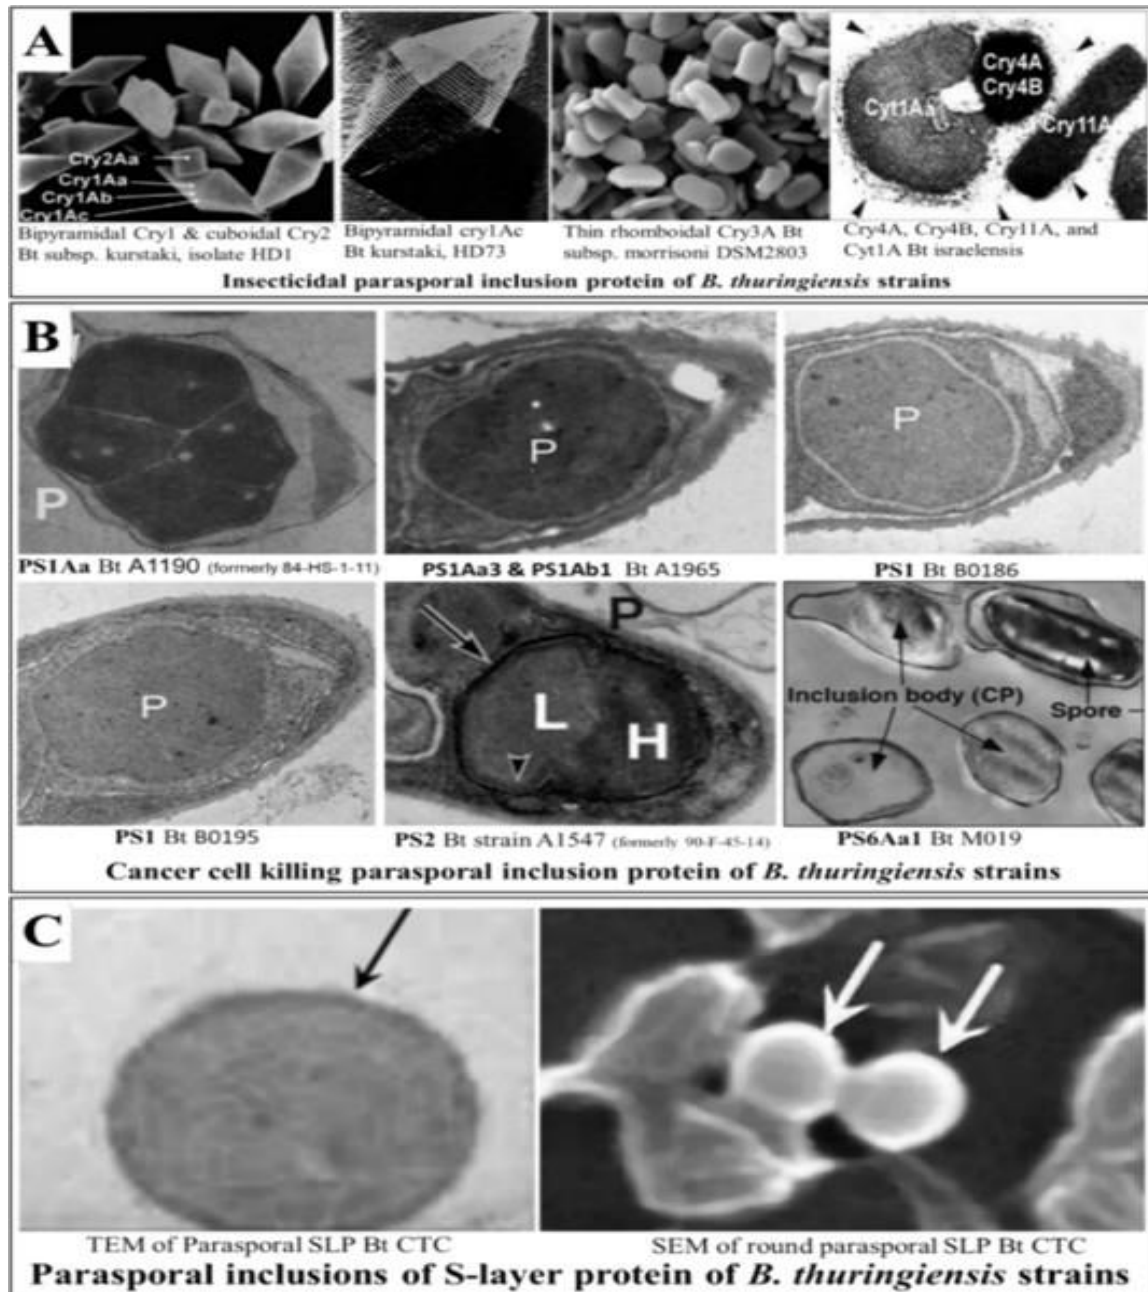 A
Cry2Aa
Cry1Aa
Cry1Ab
Cry1Ac
Cyt1Aa
Cry4A
Cry4B
Cry11A
Bipyramidal Cry1 & cuboidal Cry2
Bt subsp. kurstaki, isolate HD1
Bipyramidal cry1Ac
Bt kurstaki, HD73
Thin rhomboidal Cry3A Bt
subsp. morrisoni DSM2803
Cry4A, Cry4B, Cry11A, and
Cyt1A Bt israelensis
Insecticidal parasporal inclusion protein of B. thuringiensis strains
B
P
P
P
PS1Aa Bt A1190 (formerly 84-HS-1-11)
PS1Aa3 & PS1Ab1 Bt A1965
PS1 Bt B0186
P
P
L
H
Inclusion body (CP)
Spore
PS1 Bt B0195
PS2 Bt strain A1547 (formerly 90-F-45-14)
PS6Aa1 Bt M019
Cancer cell killing parasporal inclusion protein of B. thuringiensis strains
C
TEM of Parasporal SLP Bt CTC
SEM of round parasporal SLP Bt CTC
Parasporal inclusions of S-layer protein of B. thuringiensis strains